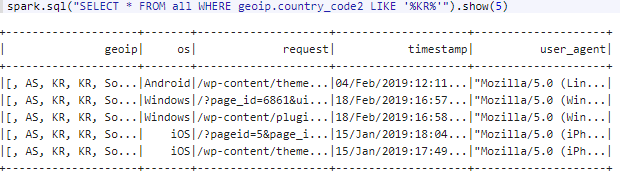 spark.sql("SELECT * FROM all WHERE geoip.country_code2 LIKE '%KR%'").show(5)
+--------------------+-------+--------------------+--------------------+--------------------+
|               geoip|     os|             request|           timestamp|          user_agent|
+--------------------+-------+--------------------+--------------------+--------------------+
|[, AS, KR, KR, So...|Android|/wp-content/theme...|04/Feb/2019:12:11...|"Mozilla/5.0 (Lin...|
|[, AS, KR, KR, So...|Windows|/?page_id=6861&ui...|18/Feb/2019:16:57...|"Mozilla/5.0 (Win...|
|[, AS, KR, KR, So...|Windows|/wp-content/plugi...|18/Feb/2019:16:58...|"Mozilla/5.0 (Win...|
|[, AS, KR, KR, So...|    iOS|/?pageid=5&page_i...|15/Jan/2019:18:04...|"Mozilla/5.0 (iPh...|
|[, AS, KR, KR, So...|    iOS|/wp-content/theme...|15/Jan/2019:17:49...|"Mozilla/5.0 (iPh...|
+--------------------+-------+--------------------+--------------------+--------------------+